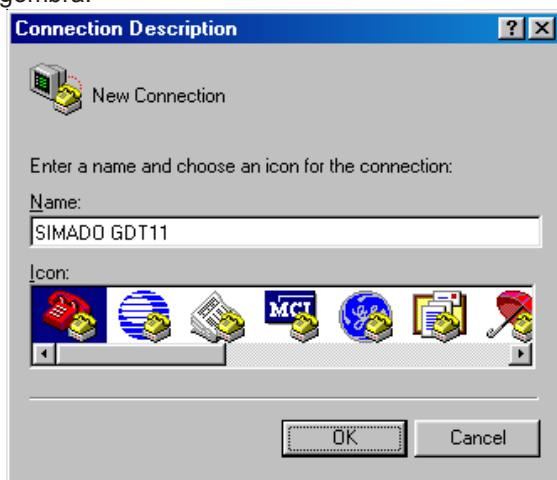 gombra.
Connection Description
New Connection
Enter a name and choose an icon for the connection:
Name:
SIMADO GDT11
Icon:
MCI
OK Cancel